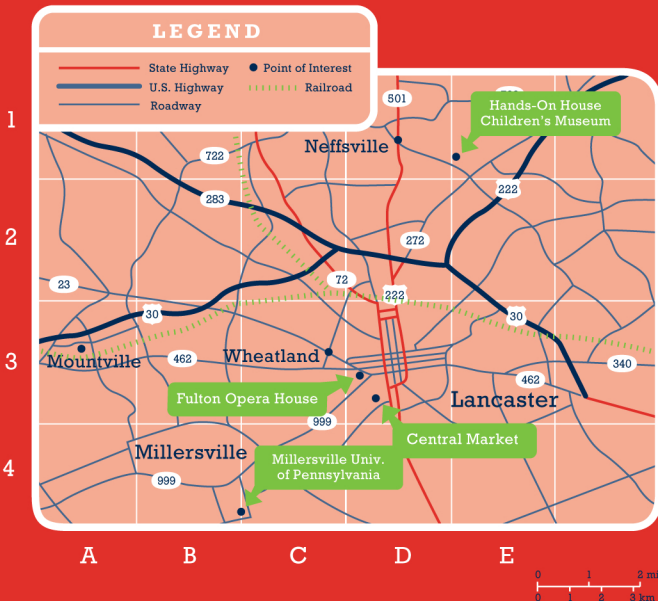 LEGEND
State Highway
Point of Interest
U.S. Highway
Railroad
Roadway
1
501
Hands-On House
Children's Museum
Neffsville
722
222
283
2
272
23
72
222
30
30
3
Mountville
462
Wheatland
340
462
Fulton Opera House
Lancaster
999
Central Market
Millersville
Millersville Univ.
of Pennsylvania
4
999
A
B
C
D
E
0 1 2 mi
0 1 2 3 km